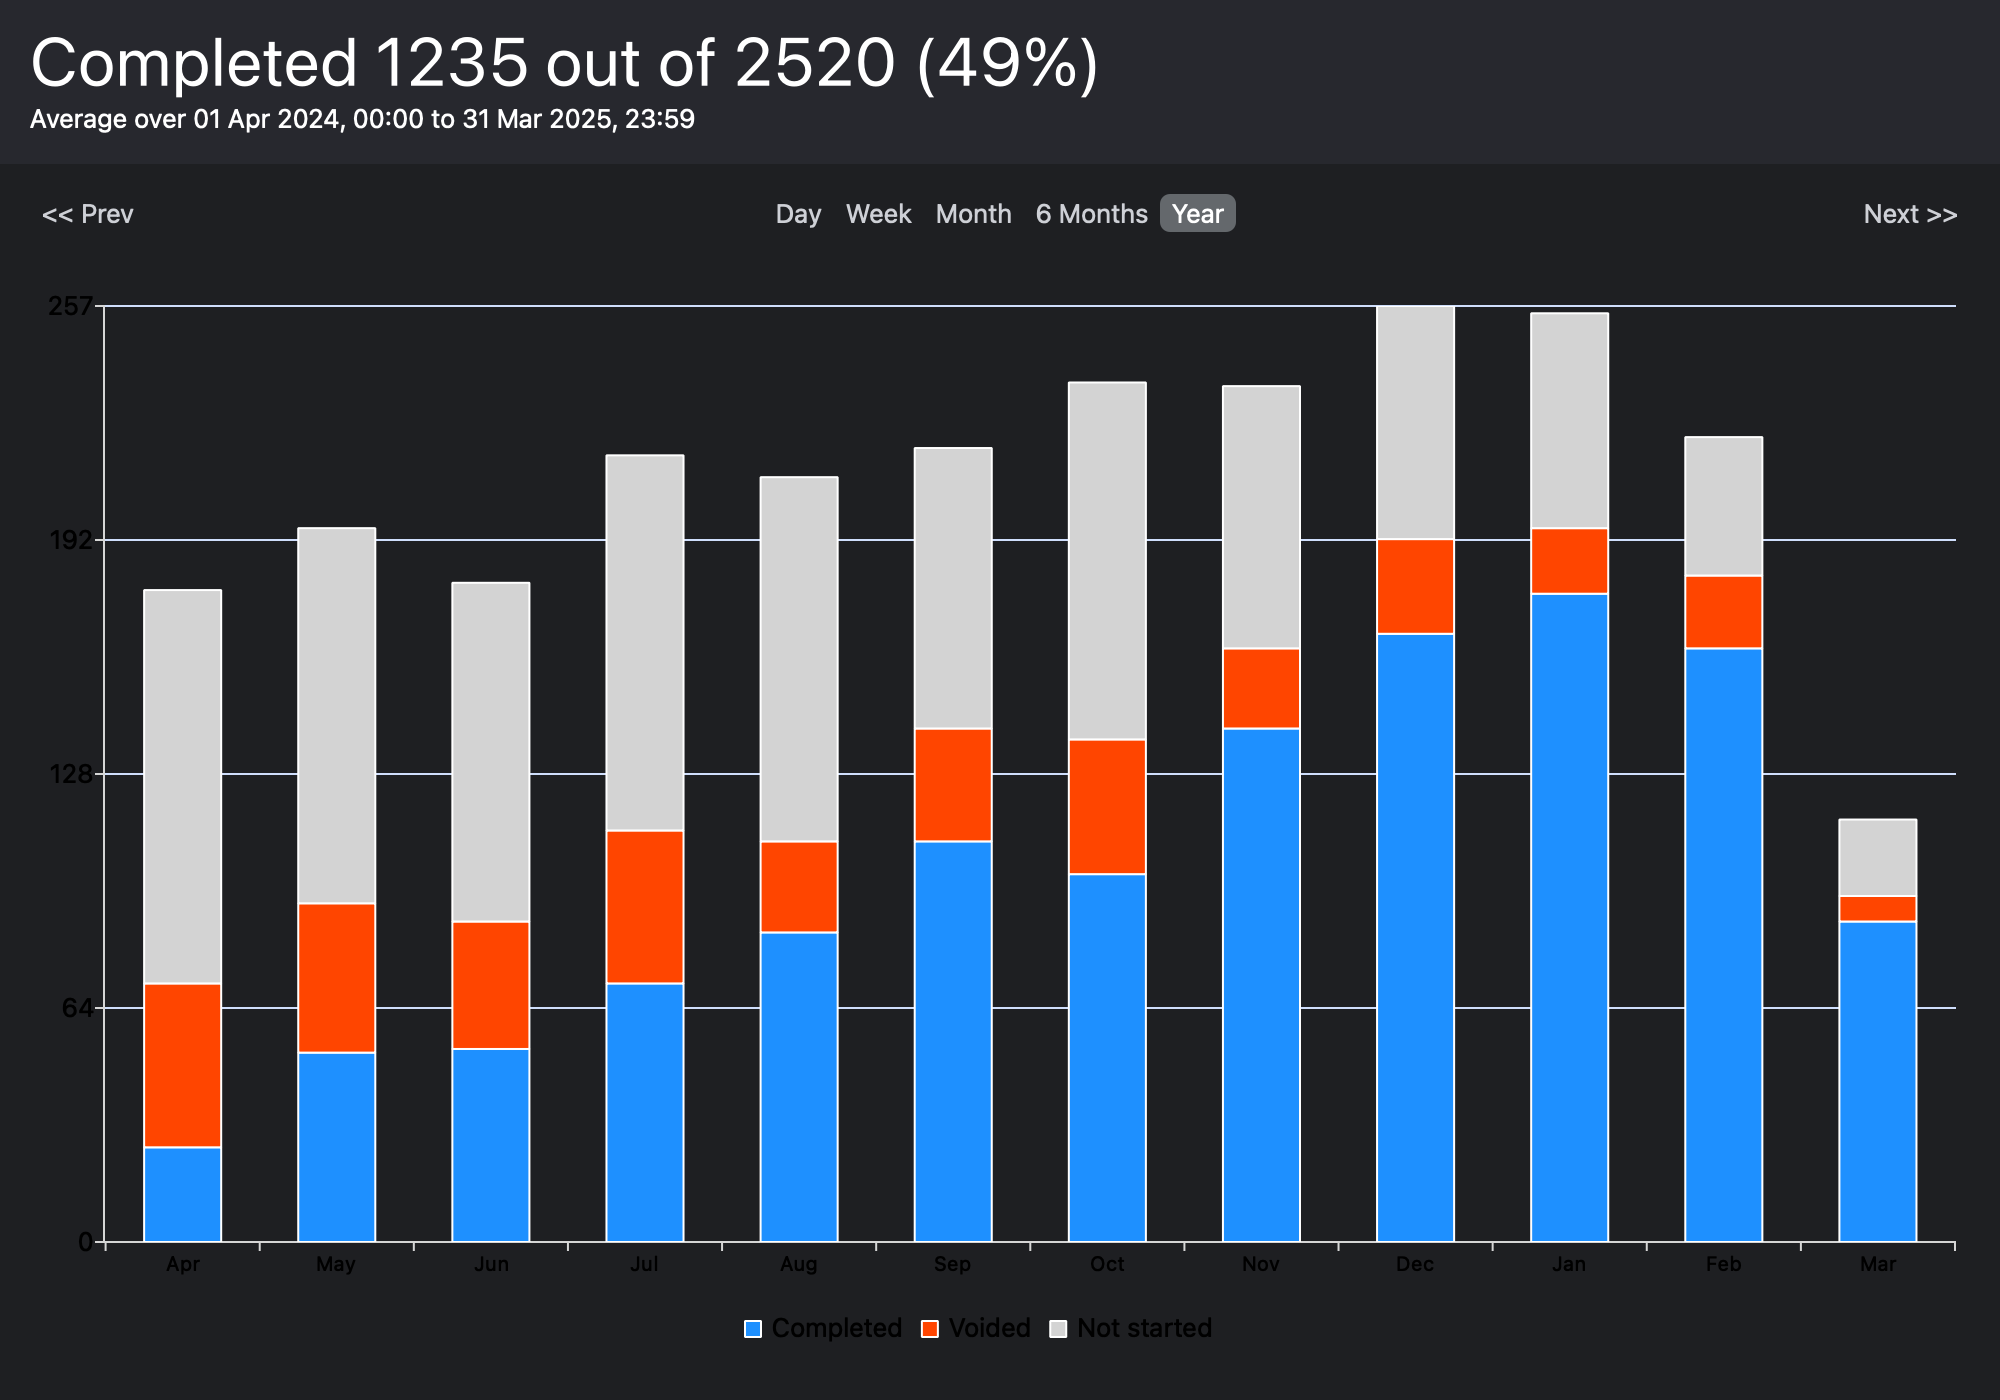 Completed 1235 out of 2520 (49%)
Average over 01 Apr 2024, 00:00 to 31 Mar 2025, 23:59
<< Prev Day Week Month 6 Months Year Next >>
257
192
128
64
0
Apr May Jun Jul Aug Sep Oct Nov Dec Jan Feb Mar
Completed Voided Not started